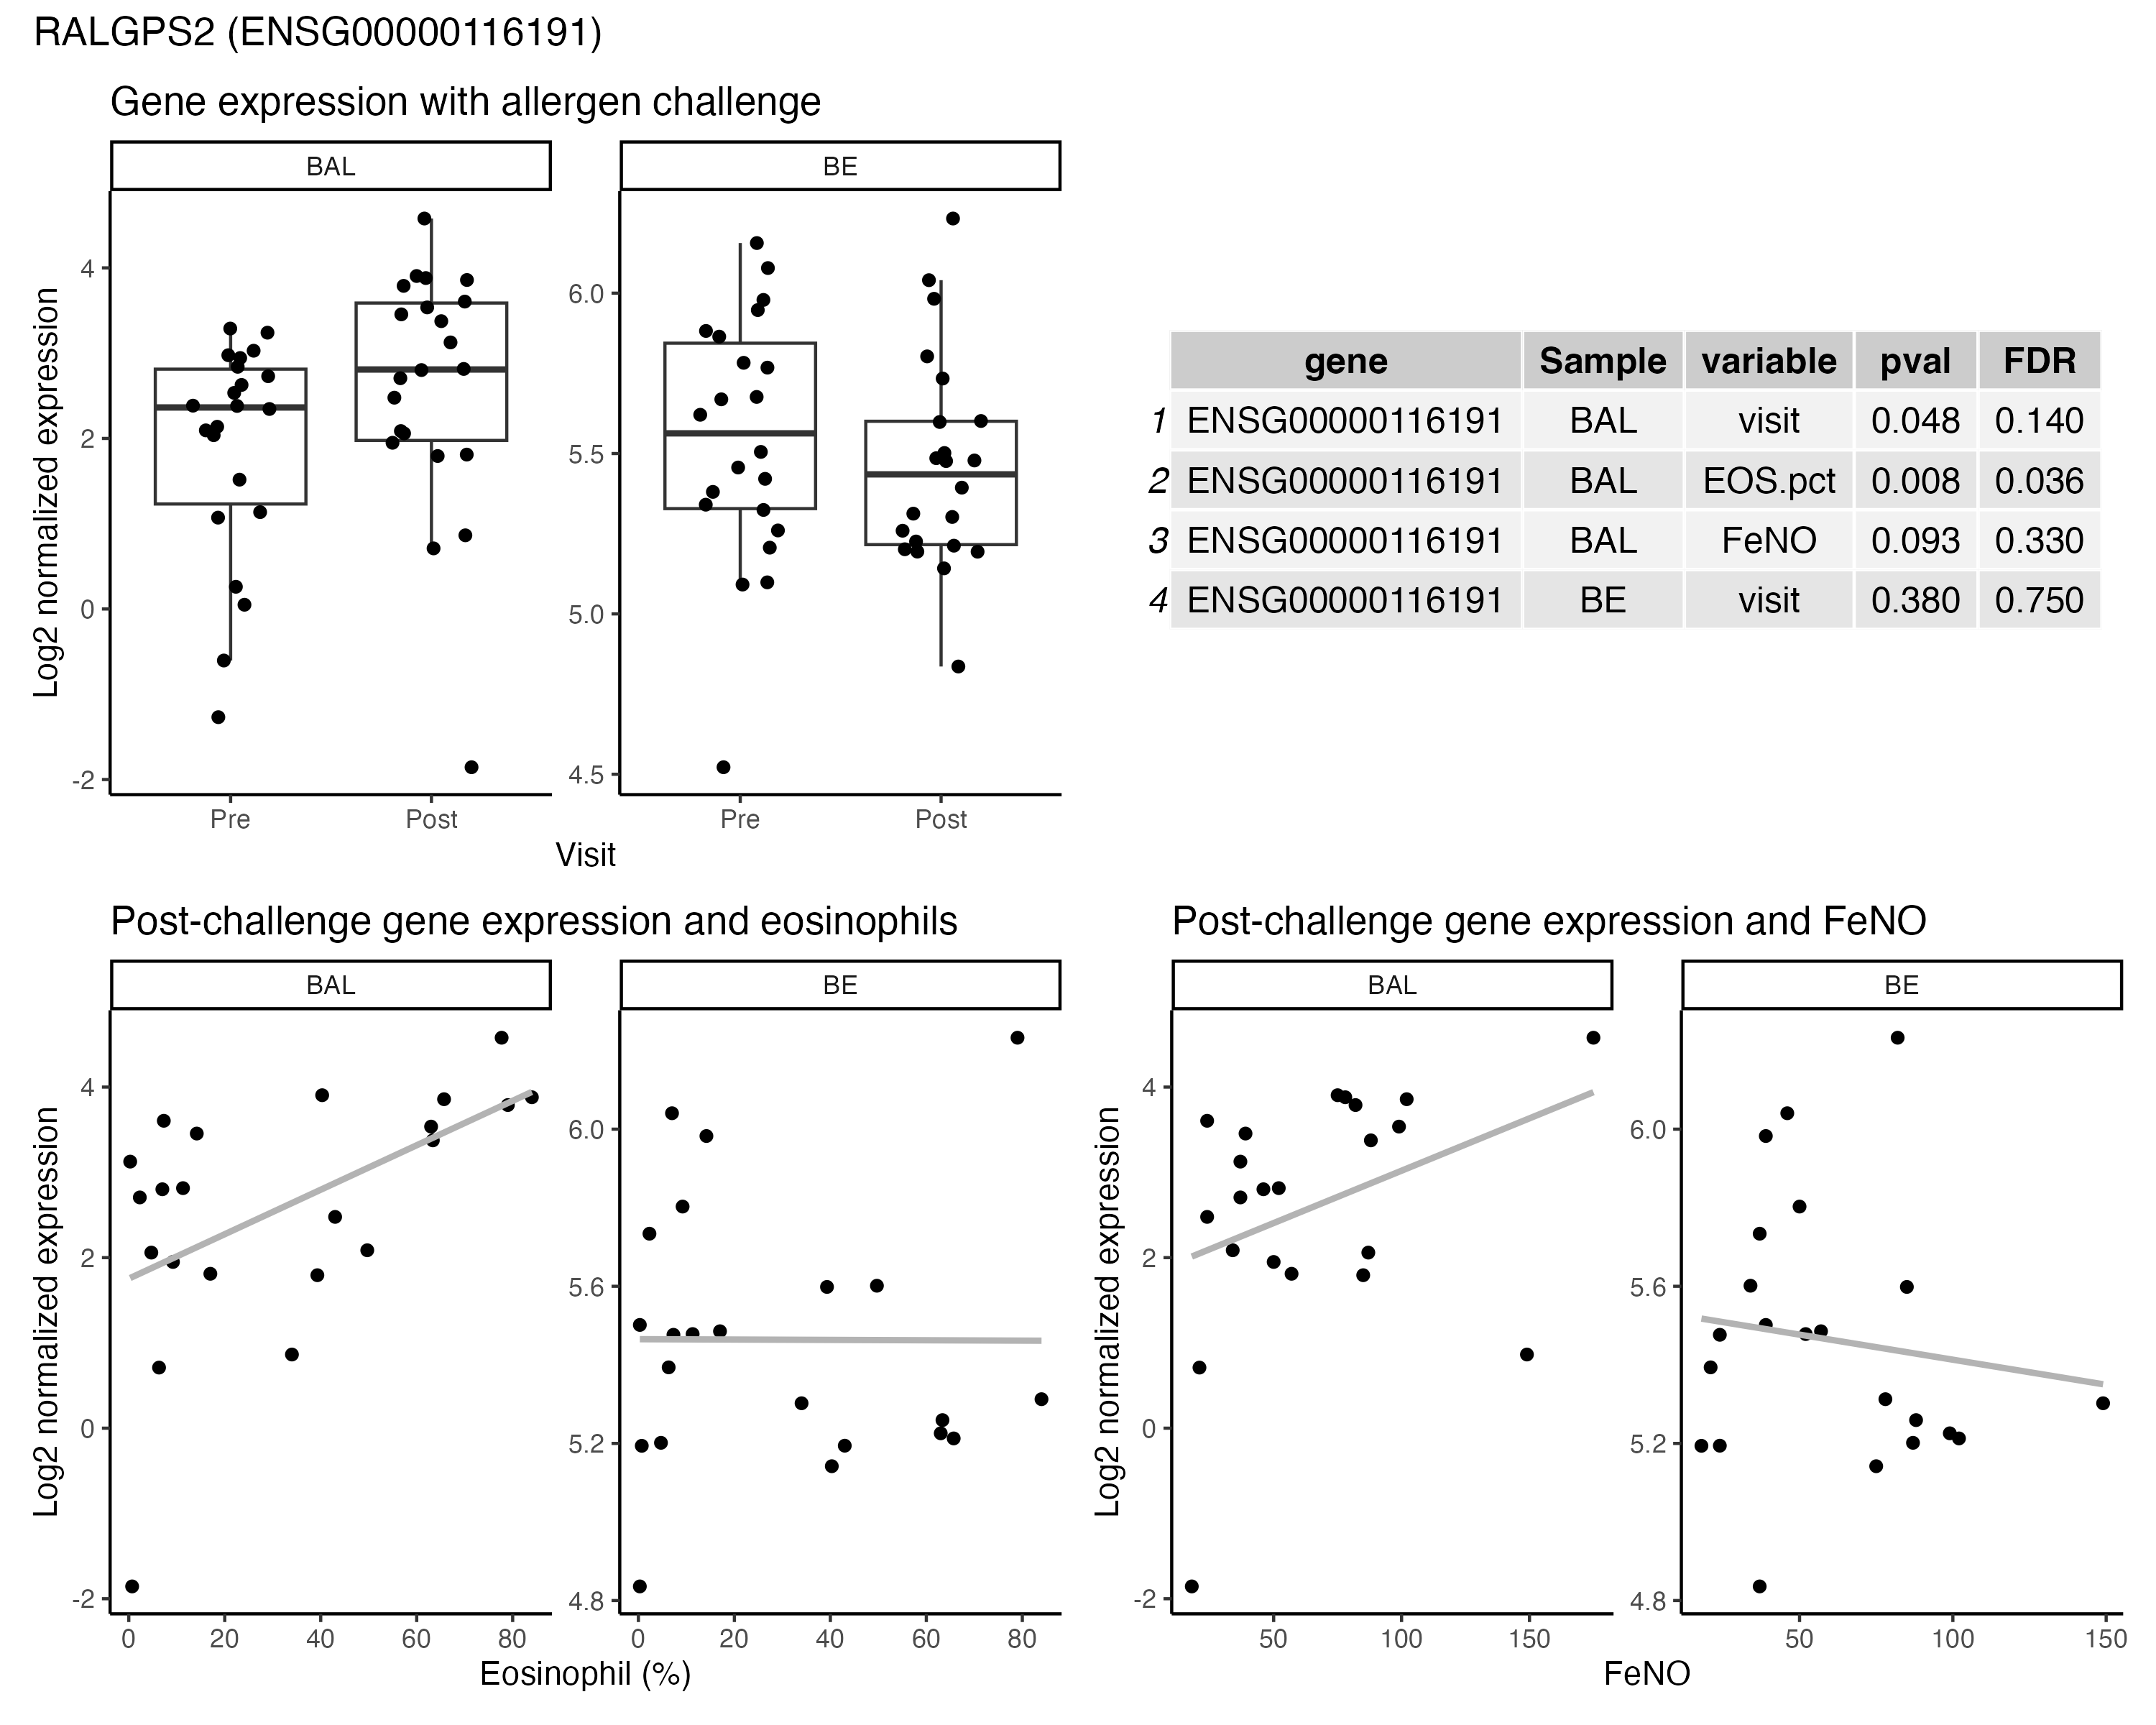 RALGPS2 (ENSG00000116191)
Gene expression with allergen challenge
BAL BE
Log2 normalized expression
4
2
0
-2
6.0
5.5
5.0
4.5
Pre Post Pre Post
Visit
gene Sample variable pval FDR
1 ENSG00000116191 BAL visit 0.048 0.140
2 ENSG00000116191 BAL EOS.pct 0.008 0.036
3 ENSG00000116191 BAL FeNO 0.093 0.330
4 ENSG00000116191 BE visit 0.380 0.750
Post-challenge gene expression and eosinophils
BAL BE
Log2 normalized expression
4
2
0
-2
6.0
5.6
5.2
4.8
0 20 40 60 80 0 20 40 60 80
Eosinophil (%)
Post-challenge gene expression and FeNO
BAL BE
Log2 normalized expression
4
2
0
-2
6.0
5.6
5.2
4.8
50 100 150 50 100 150
FeNO